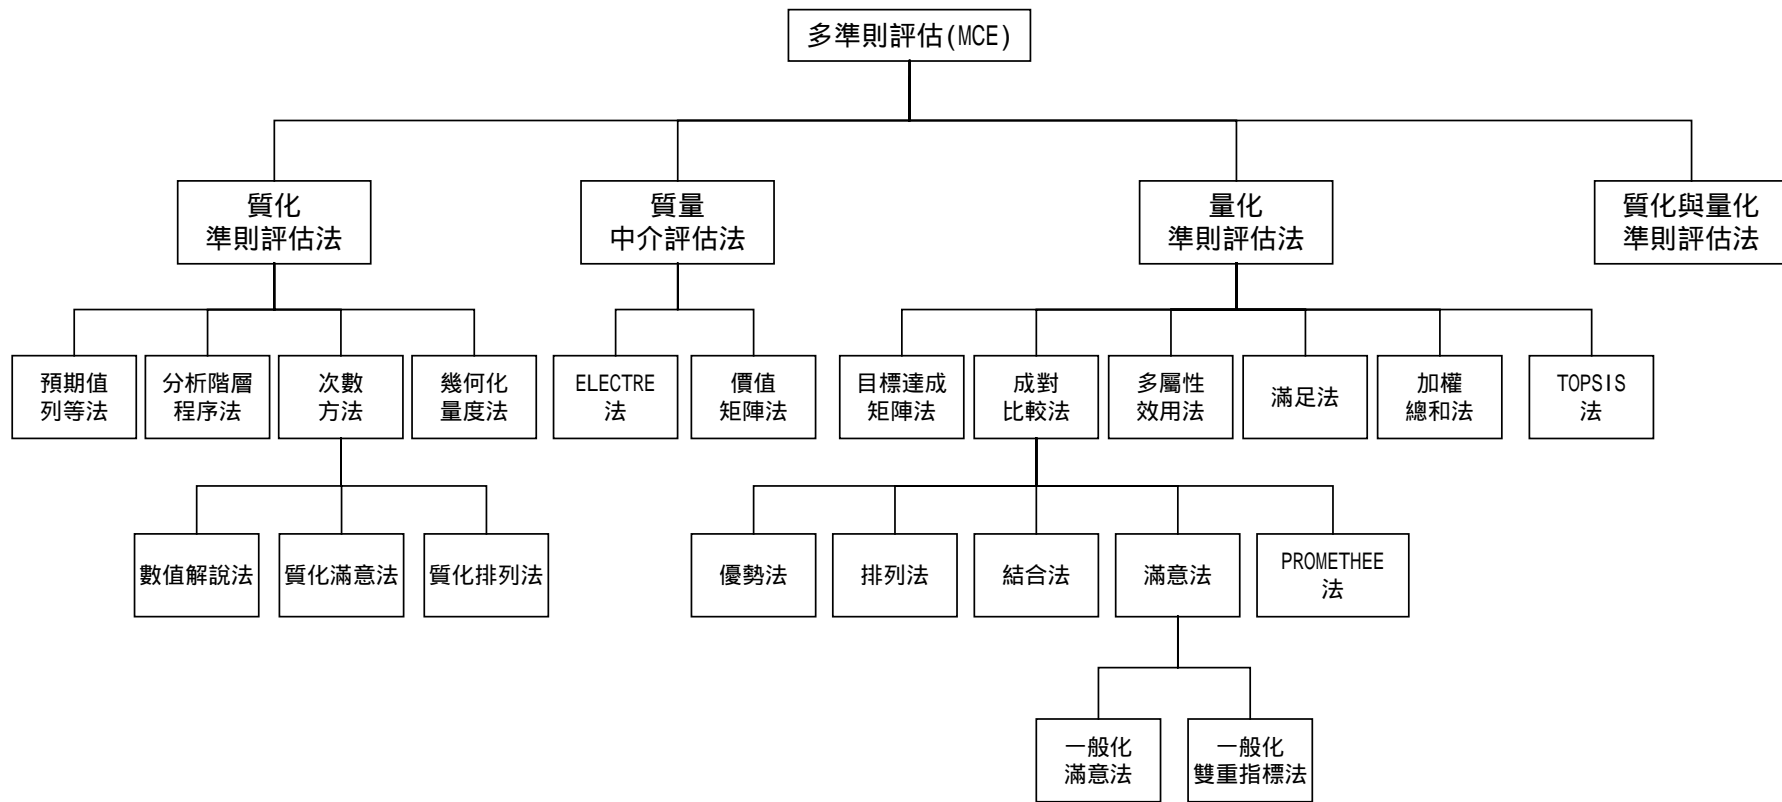 多準則評估(MCE)
質化
準則評估法
質量
中介評估法
量化
準則評估法
質化與量化
準則評估法
預期值
列等法
分析階層
程序法
次數
方法
幾何化
量度法
ELECTRE
法
價值
矩陣法
目標達成
矩陣法
成對
比較法
多屬性
效用法
滿足法
加權
總和法
TOPSIS
法
數值解說法
質化滿意法
質化排列法
優勢法
排列法
結合法
滿意法
PROMETHEE
法
一般化
滿意法
一般化
雙重指標法